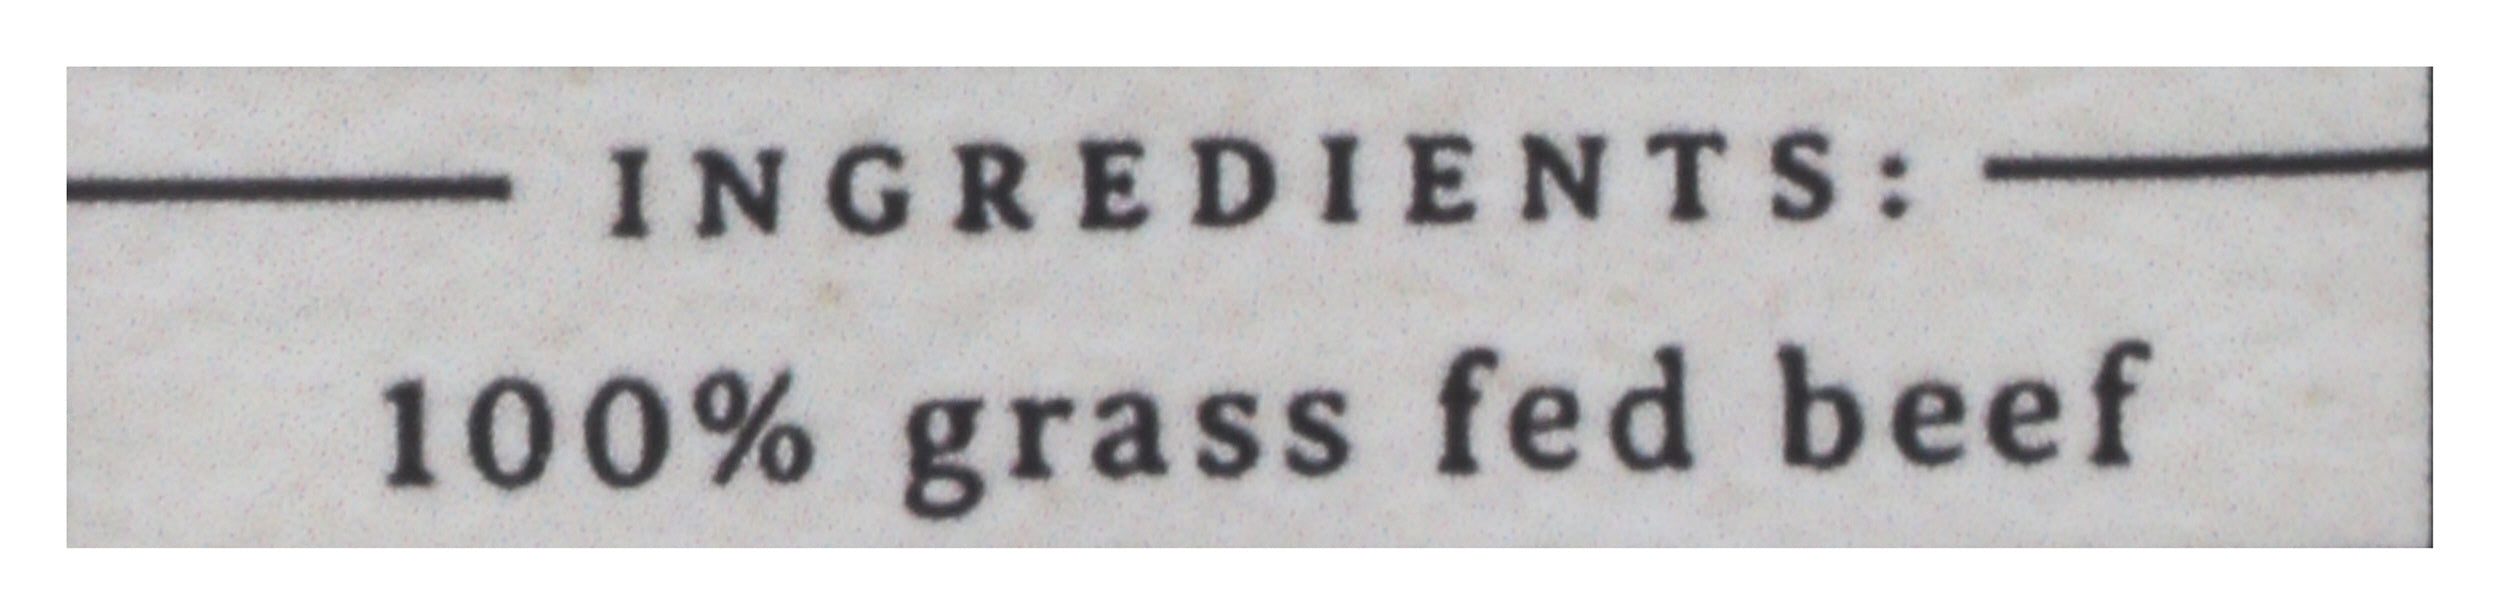 INGREDIENTS:
100% grass fed beef